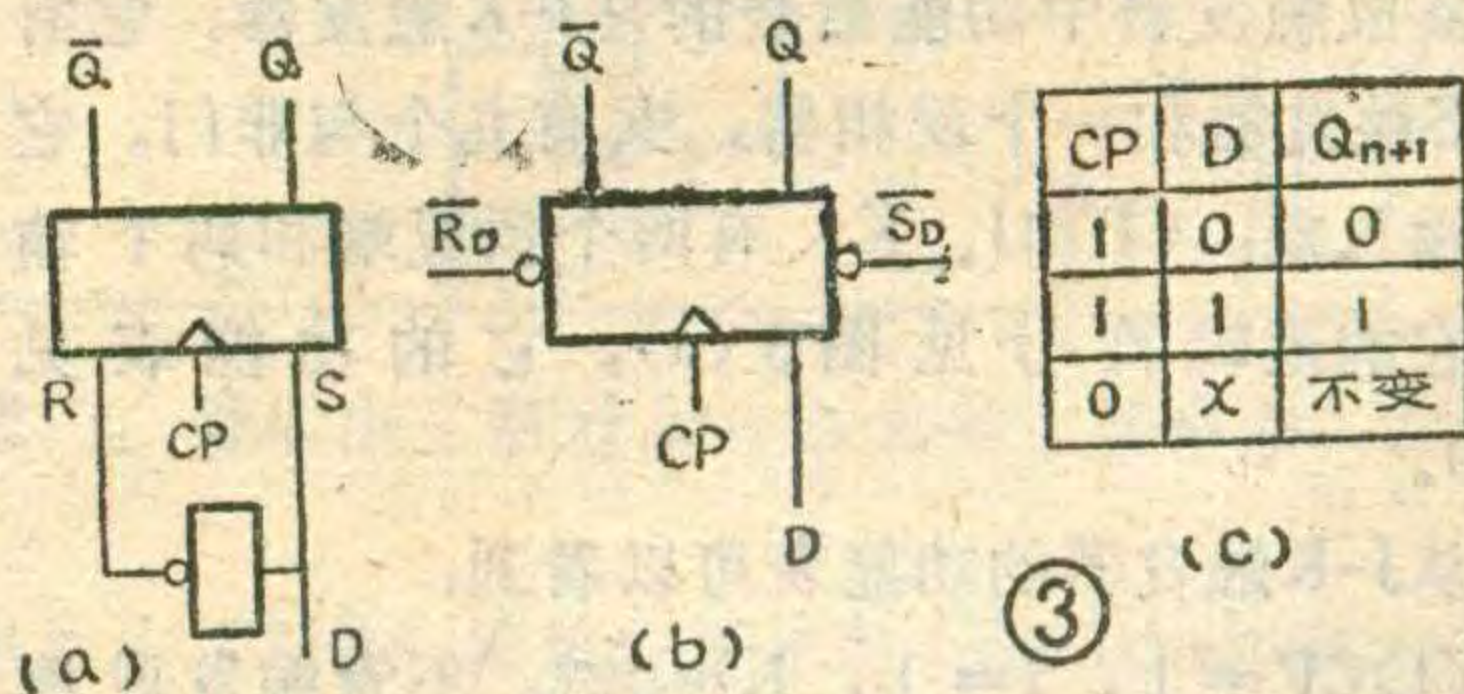 Q̅ Q
R S
CP
D
(a)
Q̅ Q
R̅D̅ S̅D̅
CP
D
(b)
CP D Qn+1
1 0 0
1 1 1
0 X 不变
(c)
③